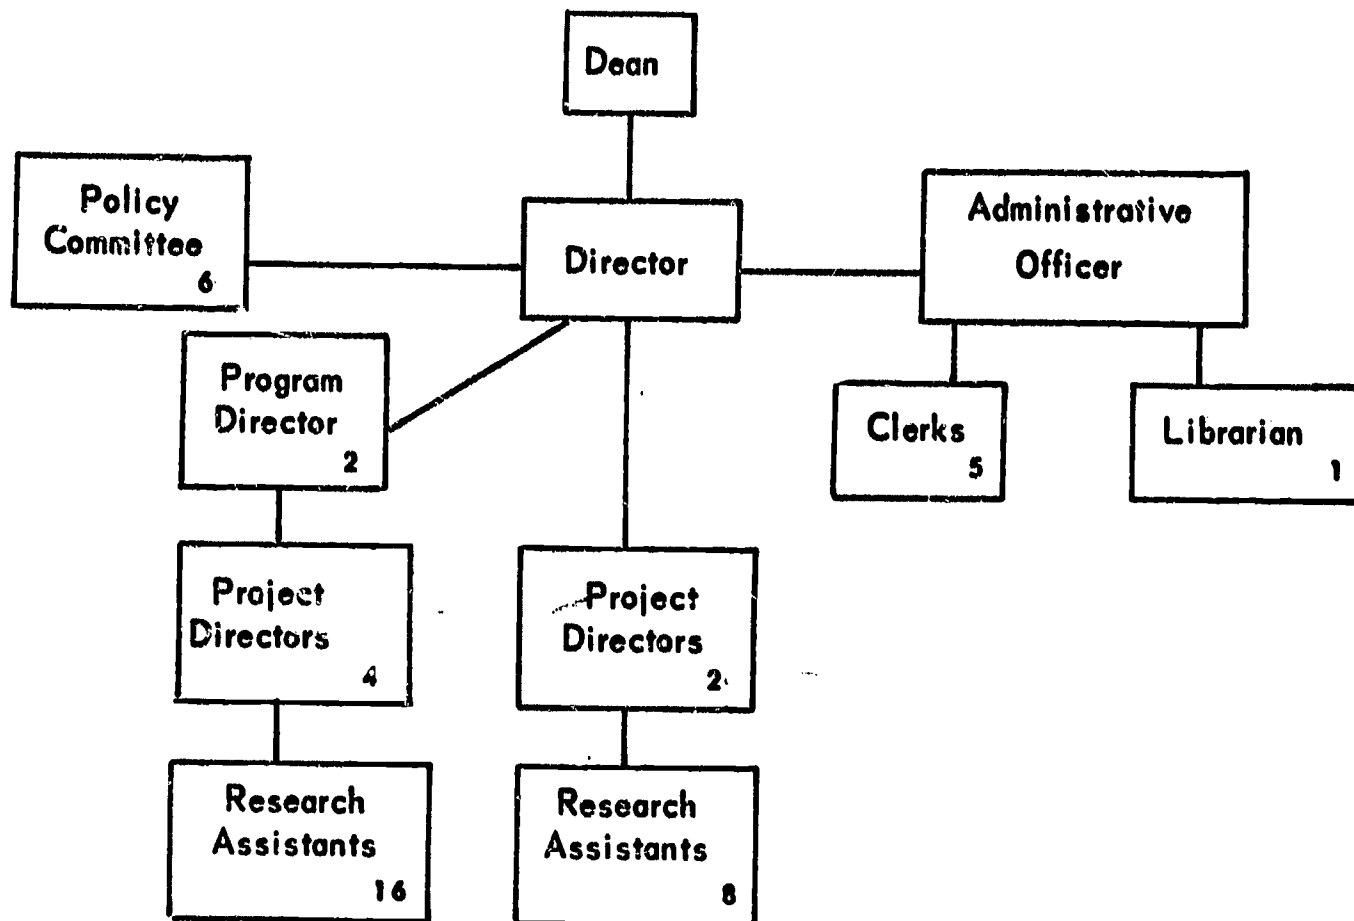 Dean
Policy
Committee
6
Director
Administrative
Officer
Program
Director
2
Clerks
5
Librarian
1
Project
Directors
4
Project
Directors
2
Research
Assistants
16
Research
Assistants
8